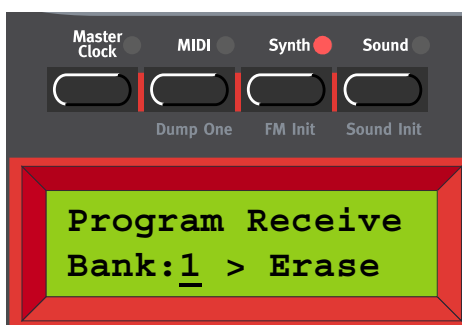 Master
Clock MIDI Synth Sound
Dump One FM Init Sound Init
Program Receive
Bank:1 > Erase